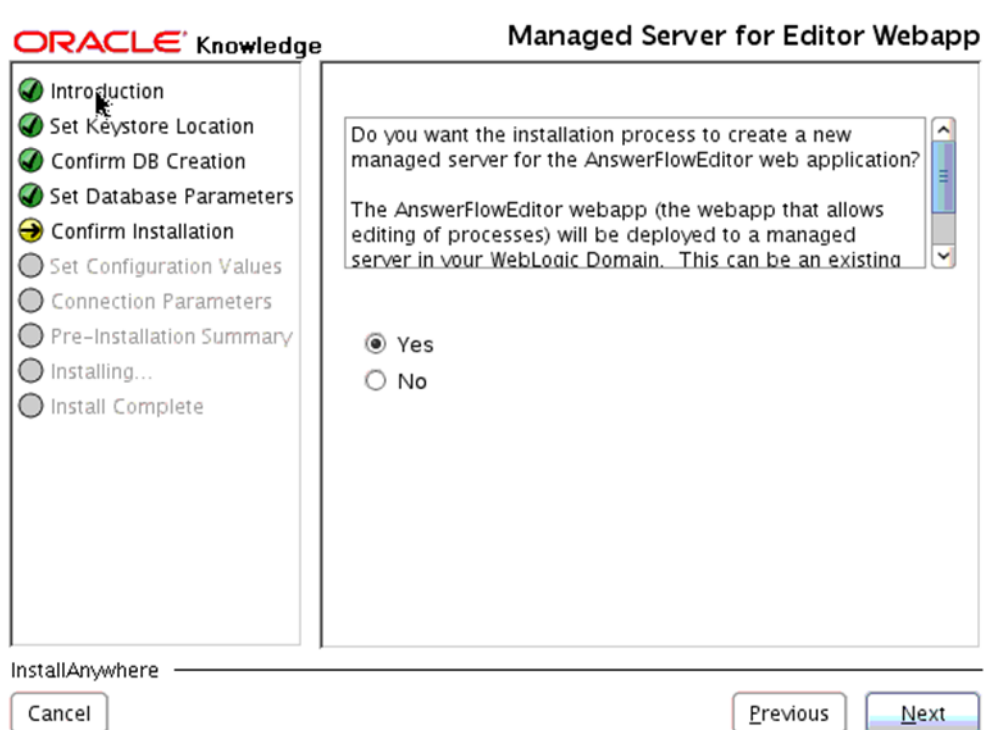 ORACLE Knowledge
Managed Server for Editor Webapp
Introduction
Set Keystore Location
Confirm DB Creation
Set Database Parameters
Confirm Installation
Set Configuration Values
Connection Parameters
Pre-Installation Summary
Installing...
Install Complete
Do you want the installation process to create a new
managed server for the AnswerFlowEditor web application?
The AnswerFlowEditor webapp (the webapp that allows
editing of processes) will be deployed to a managed
server in your WebLogic Domain.  This can be an existing
Yes
No
InstallAnywhere
Cancel
Previous
Next